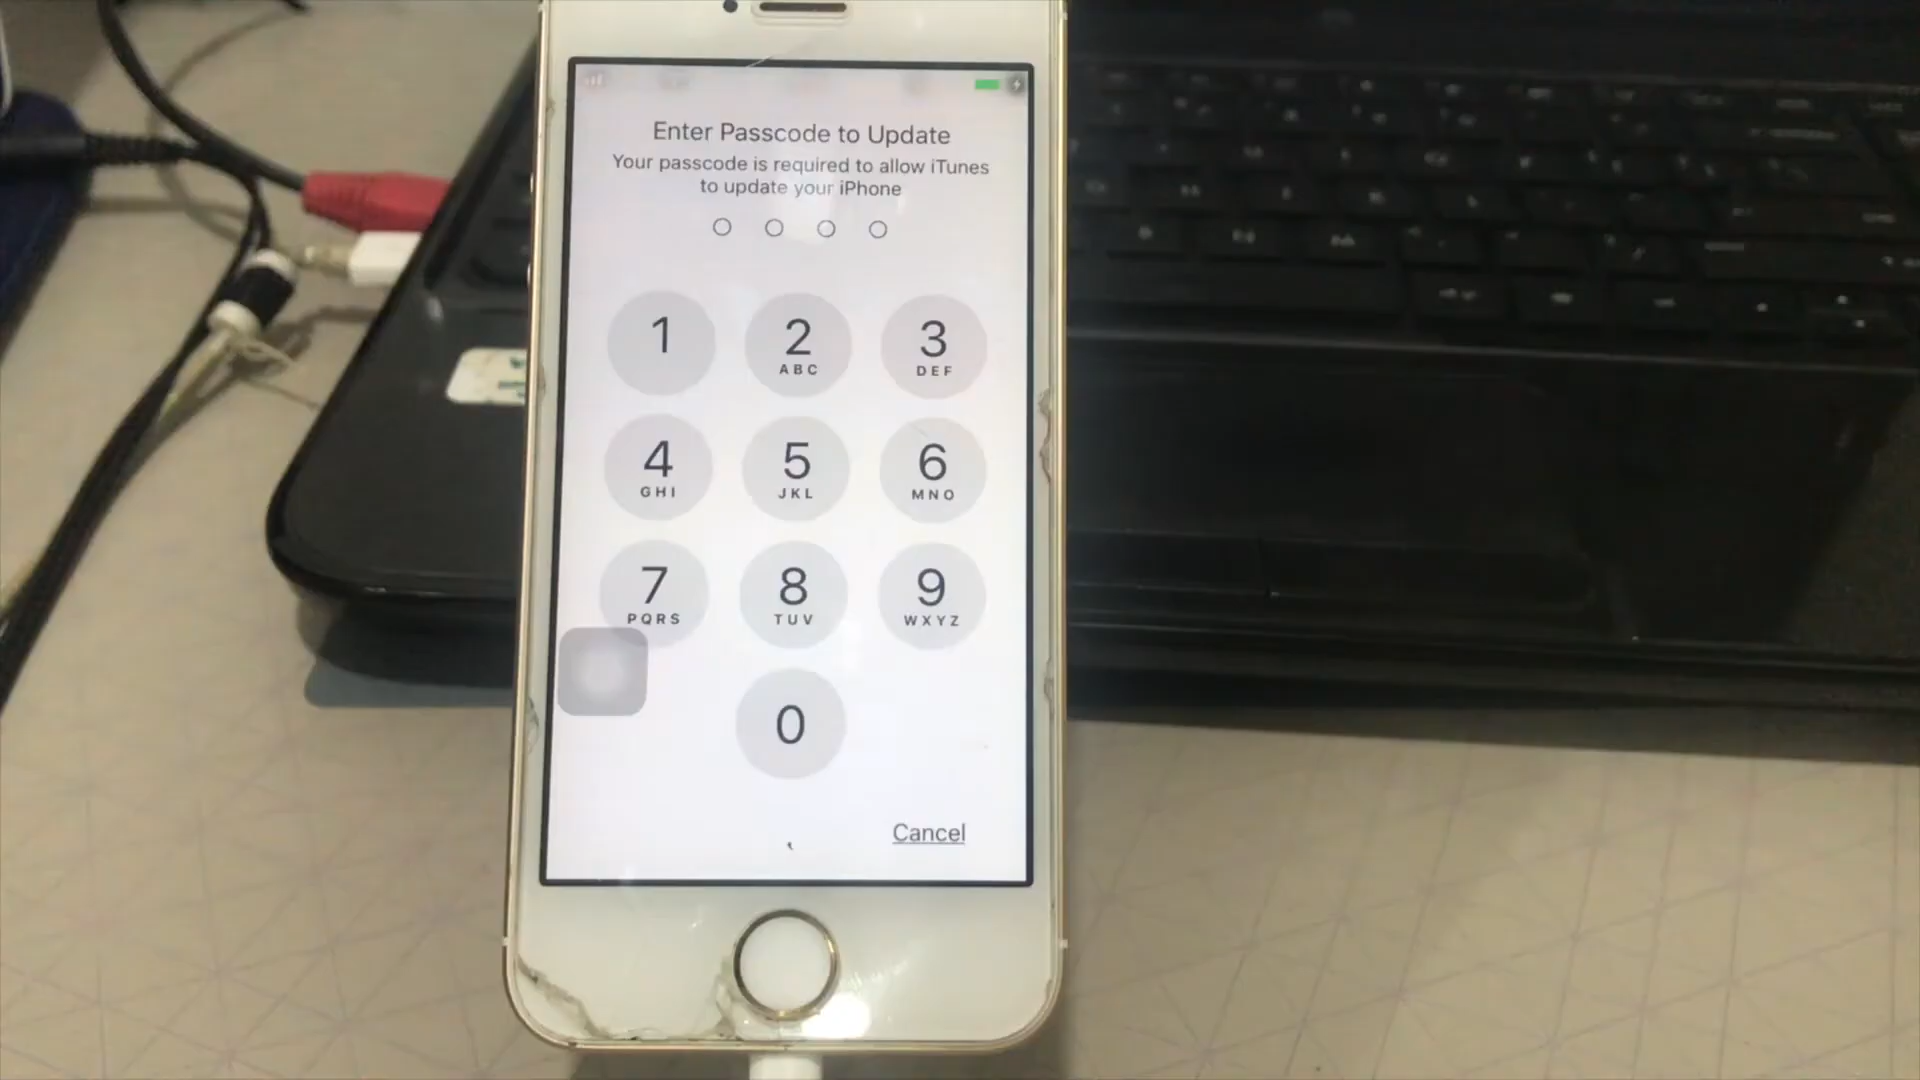 Enter Passcode to Update
Your passcode is required to allow iTunes
to update your iPhone
1
2
ABC
3
DEF
4
GHI
5
JKL
6
MNO
7
PQRS
8
TUV
9
WXYZ
0
Cancel